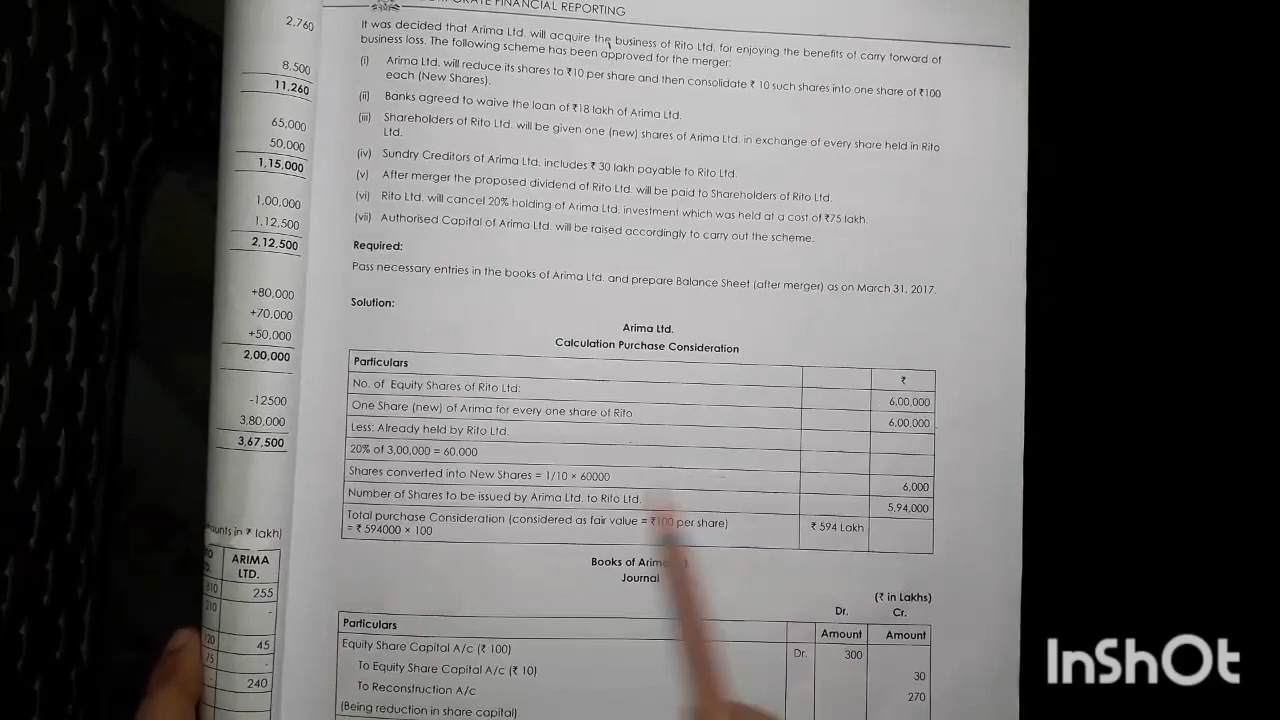 FINANCIAL REPORTING
2,760
8,500
11,260
65,000
50,000
1,15,000
1,00,000
1,12,500
2,12,500
+80,000
+70,000
+50,000
2,00,000
-12500
3,80,000
3,67,500
in ₹ lakh)
ARIMA
LTD.
255
-
45
-
240
It was decided that Arima Ltd. will acquire the business of Rito Ltd. for enjoying the benefits of carry forward of
business loss. The following scheme has been approved for the merger:
(i) Arima Ltd. will reduce its shares to ₹10 per share and then consolidate ₹ 10 such shares into one share of ₹100
each (New Shares).
(ii) Banks agreed to waive the loan of ₹18 lakh of Arima Ltd.
(iii) Shareholders of Rito Ltd. will be given one (new) shares of Arima Ltd. in exchange of every share held in Rito
Ltd.
(iv) Sundry Creditors of Arima Ltd. includes ₹ 30 lakh payable to Rito Ltd.
(v) After merger the proposed dividend of Rito Ltd. will be paid to Shareholders of Rito Ltd.
(vi) Rito Ltd. will cancel 20% holding of Arima Ltd. investment which was held at a cost of ₹75 lakh.
(vii) Authorised Capital of Arima Ltd. will be raised accordingly to carry out the scheme.
Required:
Pass necessary entries in the books of Arima Ltd. and prepare Balance Sheet (after merger) as on March 31, 2017.
Solution:
Arima Ltd.
Calculation Purchase Consideration
Particulars ₹
No. of Equity Shares of Rito Ltd: 6,00,000
One Share (new) of Arima for every one share of Rito 6,00,000
Less: Already held by Rito Ltd.
20% of 3,00,000 = 60,000
Shares converted into New Shares = 1/10 × 60000 6,000
Number of Shares to be issued by Arima Ltd. to Rito Ltd. 5,94,000
Total purchase Consideration (considered as fair value = ₹100 per share) ₹ 594 Lakh
= ₹ 594000 × 100
Books of
Journal
(₹ in Lakhs)
Dr. Cr.
Particulars Amount Amount
Equity Share Capital A/c (₹ 100) Dr. 300
To Equity Share Capital A/c (₹ 10) 30
To Reconstruction A/c 270
(Being reduction in share capital)
InShOt